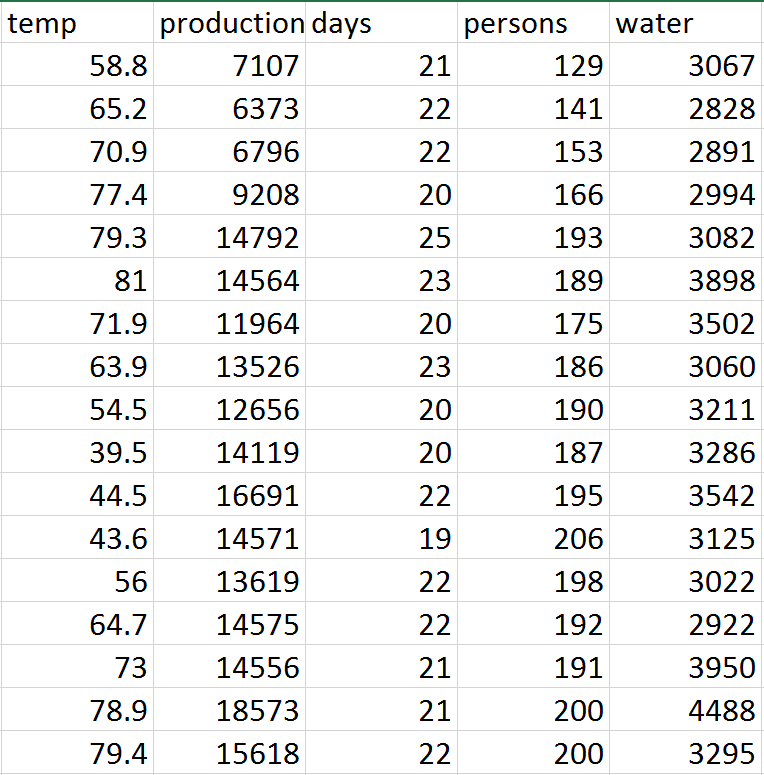 temp production days persons water
58.8 7107 21 129 3067
65.2 6373 22 141 2828
70.9 6796 22 153 2891
77.4 9208 20 166 2994
79.3 14792 25 193 3082
81 14564 23 189 3898
71.9 11964 20 175 3502
63.9 13526 23 186 3060
54.5 12656 20 190 3211
39.5 14119 20 187 3286
44.5 16691 22 195 3542
43.6 14571 19 206 3125
56 13619 22 198 3022
64.7 14575 22 192 2922
73 14556 21 191 3950
78.9 18573 21 200 4488
79.4 15618 22 200 3295